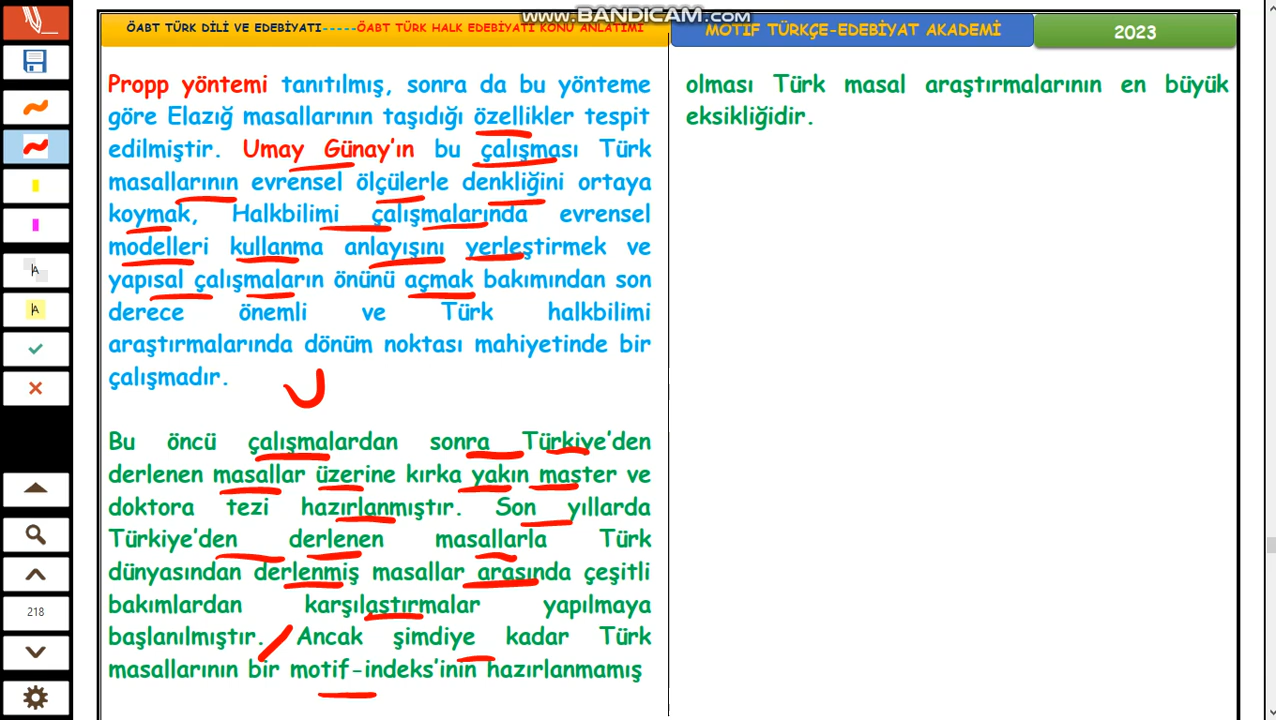 www.BANDICAM.com
ÖABT TÜRK DİLİ VE EDEBİYATI-----ÖABT TÜRK HALK EDEBİYATI KONU ANLATIMI
MOTİF TÜRKÇE-EDEBİYAT AKADEMİ
2023
Propp yöntemi tanıtılmış, sonra da bu yönteme
göre Elazığ masallarının taşıdığı özellikler tespit
edilmiştir. Umay Günay’ın bu çalışması Türk
masallarının evrensel ölçülerle denkliğini ortaya
koymak, Halkbilimi çalışmalarında evrensel
modelleri kullanma anlayışını yerleştirmek ve
yapısal çalışmaların önünü açmak bakımından son
derece önemli ve Türk halkbilimi
araştırmalarında dönüm noktası mahiyetinde bir
çalışmadır.
Bu öncü çalışmalardan sonra Türkiye’den
derlenen masallar üzerine kırka yakın master ve
doktora tezi hazırlanmıştır. Son yıllarda
Türkiye’den derlenen masallarla Türk
dünyasından derlenmiş masallar arasında çeşitli
bakımlardan karşılaştırmalar yapılmaya
başlanılmıştır. Ancak şimdiye kadar Türk
masallarının bir motif-indeks’inin hazırlanmamış
olması Türk masal araştırmalarının en büyük
eksikliğidir.
218